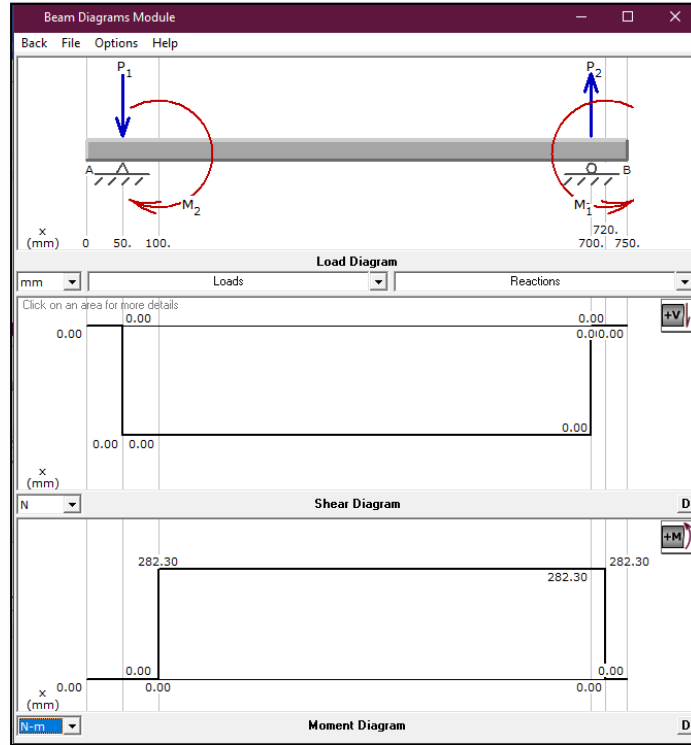 Beam Diagrams Module
Back File Options Help
P1 P2
A B
M2 M1
x
(mm) 0 50. 100. 700. 720. 750.
Load Diagram
mm Loads Reactions
Click on an area for more details
0.00 0.00 0.00 0.00 0.00 +V
0.00 0.00 0.00
x
(mm)
N Shear Diagram D
+M
282.30 282.30 282.30
0.00 0.00 0.00 0.00 0.00
x
(mm)
N-m Moment Diagram D